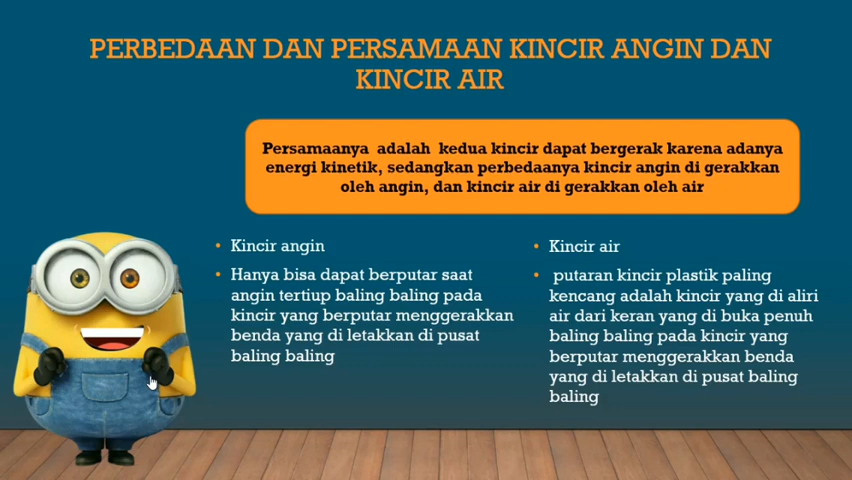 PERBEDAAN DAN PERSAMAAN KINCIR ANGIN DAN
KINCIR AIR
Persamaanya adalah kedua kincir dapat bergerak karena adanya
energi kinetik, sedangkan perbedaanya kincir angin di gerakkan
oleh angin, dan kincir air di gerakkan oleh air
• Kincir angin
• Hanya bisa dapat berputar saat
angin tertiup baling baling pada
kincir yang berputar menggerakkan
benda yang di letakkan di pusat
baling baling
• Kincir air
• putaran kincir plastik paling
kencang adalah kincir yang di aliri
air dari keran yang di buka penuh
baling baling pada kincir yang
berputar menggerakkan benda
yang di letakkan di pusat baling
baling